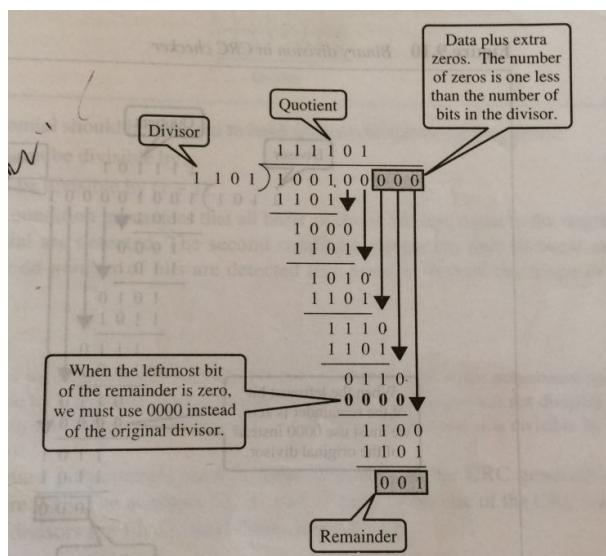 Data plus extra
zeros. The number
of zeros is one less
than the number of
bits in the divisor.
Quotient
Divisor
1 1 1 1 0 1
1 1 0 1 ) 1 0 0 1 0 0 0 0 0
1 1 0 1
1 0 0 0
1 1 0 1
1 0 1 0
1 1 0 1
1 1 1 0
1 1 0 1
0 1 1 0
0 0 0 0
When the leftmost bit
of the remainder is zero,
we must use 0000 instead
of the original divisor.
1 1 0 0
1 1 0 1
0 0 1
Remainder